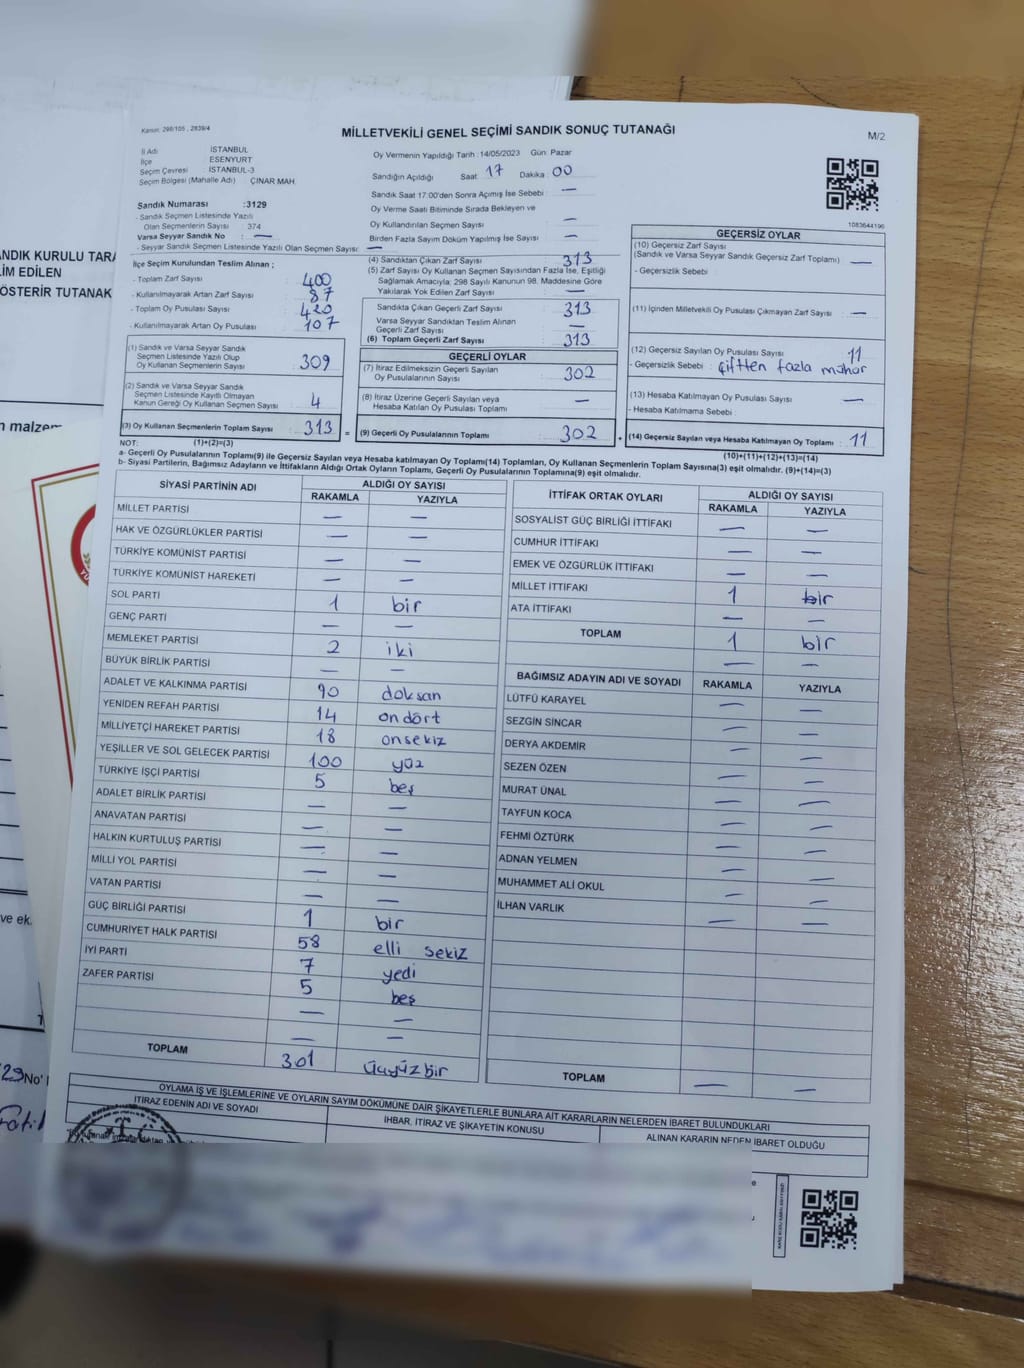 Kanun: 298/105 , 2839/4
MİLLETVEKİLİ GENEL SEÇİMİ SANDIK SONUÇ TUTANAĞI
M/2
İl Adı : İSTANBUL
İlçe : ESENYURT
Seçim Çevresi : İSTANBUL-3
Seçim Bölgesi (Mahalle Adı) : ÇINAR MAH.
Sandık Numarası :3129
- Sandık Seçmen Listesinde Yazılı
Olan Seçmenlerin Sayısı : 374
Varsa Seyyar Sandık No : —
- Seyyar Sandık Seçmen Listesinde Yazılı Olan Seçmen Sayısı: —
Oy Vermenin Yapıldığı Tarih :14/05/2023 Gün: Pazar
Sandığın Açıldığı Saat : 17 Dakika : 00
Sandık Saat 17:00'den Sonra Açımış İse Sebebi : —
Oy Verme Saati Bitiminde Sırada Bekleyen ve
Oy Kullandırılan Seçmen Sayısı : —
Birden Fazla Sayım Döküm Yapılmış İse Sayısı : —
1083644196
İlçe Seçim Kurulundan Teslim Alınan ;
- Toplam Zarf Sayısı : 400
- Kullanılmayarak Artan Zarf Sayısı : 87
- Toplam Oy Pusulası Sayısı : 420
- Kullanılmayarak Artan Oy Pusulası : 107
(1) Sandık ve Varsa Seyyar Sandık
Seçmen Listesinde Yazılı Olup
Oy Kullanan Seçmen Sayısı : 309
(2) Sandık ve Varsa Seyyar Sandık
Seçmen Listesinde Kayıtlı Olmayan
Kanun Gereği Oy Kullanan Seçmen Sayısı : 4
(3) Oy Kullanan Seçmenlerin Toplam Sayısı : 313 =
(4) Sandıktan Çıkan Zarf Sayısı : 313
(5) Zarf Sayısı Oy Kullanan Seçmen Sayısından Fazla İse, Eşitliği
Sağlamak Amacıyla; 298 Sayılı Kanunun 98. Maddesine Göre
Yakılarak Yok Edilen Zarf Sayısı : —
Sandıkta Çıkan Geçerli Zarf Sayısı : 313
Varsa Seyyar Sandıktan Teslim Alınan
Geçerli Zarf Sayısı : —
(6) Toplam Geçerli Zarf Sayısı : 313
GEÇERLİ OYLAR
(7) İtiraz Edilmeksizin Geçerli Sayılan
Oy Pusulalarının Sayısı : 302
(8) İtiraz Üzerine Geçerli Sayılan veya
Hesaba Katılan Oy Pusulası Toplamı : —
(9) Geçerli Oy Pusulalarının Toplamı : 302 +
GEÇERSİZ OYLAR
(10) Geçersiz Zarf Sayısı
(Sandık ve Varsa Seyyar Sandık Geçersiz Zarf Toplamı) : —
- Geçersizlik Sebebi :
(11) İçinden Milletvekili Oy Pusulası Çıkmayan Zarf Sayısı : —
(12) Geçersiz Sayılan Oy Pusulası Sayısı : 11
- Geçersizlik Sebebi : Çiftten fazla mühür
(13) Hesaba Katılmayan Oy Pusulası Sayısı : —
- Hesaba Katılmama Sebebi :
(14) Geçersiz Sayılan veya Hesaba Katılmayan Oy Toplamı : 11
NOT: (1)+(2)=(3)
(10)+(11)+(12)+(13)=(14)
a- Geçerli Oy Pusulalarının Toplamı(9) ile Geçersiz Sayılan veya Hesaba katılmayan Oy Toplamı(14) Toplamları, Oy Kullanan Seçmenlerin Toplam Sayısına(3) eşit olmalıdır. (9)+(14)=(3)
b- Siyasi Partilerin, Bağımsız Adayların ve İttifakların Aldığı Ortak Oyların Toplamı, Geçerli Oy Pusulalarının Toplamına(9) eşit olmalıdır.
SİYASİ PARTİNİN ADI
ALDIĞI OY SAYISI
RAKAMLA YAZIYLA
MİLLET PARTİSİ — —
HAK VE ÖZGÜRLÜKLER PARTİSİ — —
TÜRKİYE KOMÜNİST PARTİSİ — —
TÜRKİYE KOMÜNİST HAREKETİ — —
SOL PARTİ 1 bir
GENÇ PARTİ — —
MEMLEKET PARTİSİ 2 iki
BÜYÜK BİRLİK PARTİSİ — —
ADALET VE KALKINMA PARTİSİ 90 doksan
YENİDEN REFAH PARTİSİ 14 ondört
MİLLİYETÇİ HAREKET PARTİSİ 18 onsekiz
YEŞİLLER VE SOL GELECEK PARTİSİ 100 yüz
TÜRKİYE İŞÇİ PARTİSİ 5 beş
ADALET BİRLİK PARTİSİ — —
ANAVATAN PARTİSİ — —
HALKIN KURTULUŞ PARTİSİ — —
MİLLİ YOL PARTİSİ — —
VATAN PARTİSİ — —
GÜÇ BİRLİĞİ PARTİSİ 1 bir
CUMHURİYET HALK PARTİSİ 58 elli sekiz
İYİ PARTİ 7 yedi
ZAFER PARTİSİ 5 beş
— —
— —
TOPLAM 301 üçyüzbir
İTTİFAK ORTAK OYLARI
ALDIĞI OY SAYISI
RAKAMLA YAZIYLA
SOSYALİST GÜÇ BİRLİĞİ İTTİFAKI — —
CUMHUR İTTİFAKI — —
EMEK VE ÖZGÜRLÜK İTTİFAKI — —
MİLLET İTTİFAKI 1 bir
ATA İTTİFAKI — —
TOPLAM 1 bir
— —
BAĞIMSIZ ADAYIN ADI VE SOYADI RAKAMLA YAZIYLA
LÜTFÜ KARAYEL — —
SEZGİN SİNCAR — —
DERYA AKDEMİR — —
SEZEN ÖZEN — —
MURAT ÜNAL — —
TAYFUN KOCA — —
FEHMİ ÖZTÜRK — —
ADNAN YELMEN — —
MUHAMMET ALİ OKUL — —
İLHAN VARLIK — —
TOPLAM — —
OYLAMA İŞ VE İŞLEMLERİNE VE OYLARIN SAYIM DÖKÜMÜNE DAİR ŞİKAYETLERLE BUNLARA AİT KARARLARIN NELERDEN İBARET BULUNDUKLARI
İTİRAZ EDENİN ADI VE SOYADI
İHBAR, İTİRAZ VE ŞİKAYETİN KONUSU
ALINAN KARARIN NEDEN İBARET OLDUĞU
NDIK KURULU TARA
LİM EDİLEN
ÖSTERİR TUTANAK
n malzem
ve ek
29 No'